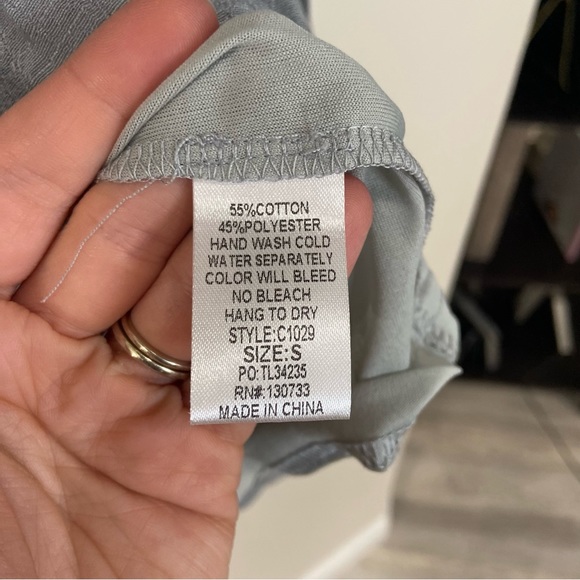 55%COTTON
45%POLYESTER
HAND WASH COLD
WATER SEPARATELY
COLOR WILL BLEED
NO BLEACH
HANG TO DRY
STYLE:C1029
SIZE:S
PO:TL34235
RN#:130733
MADE IN CHINA